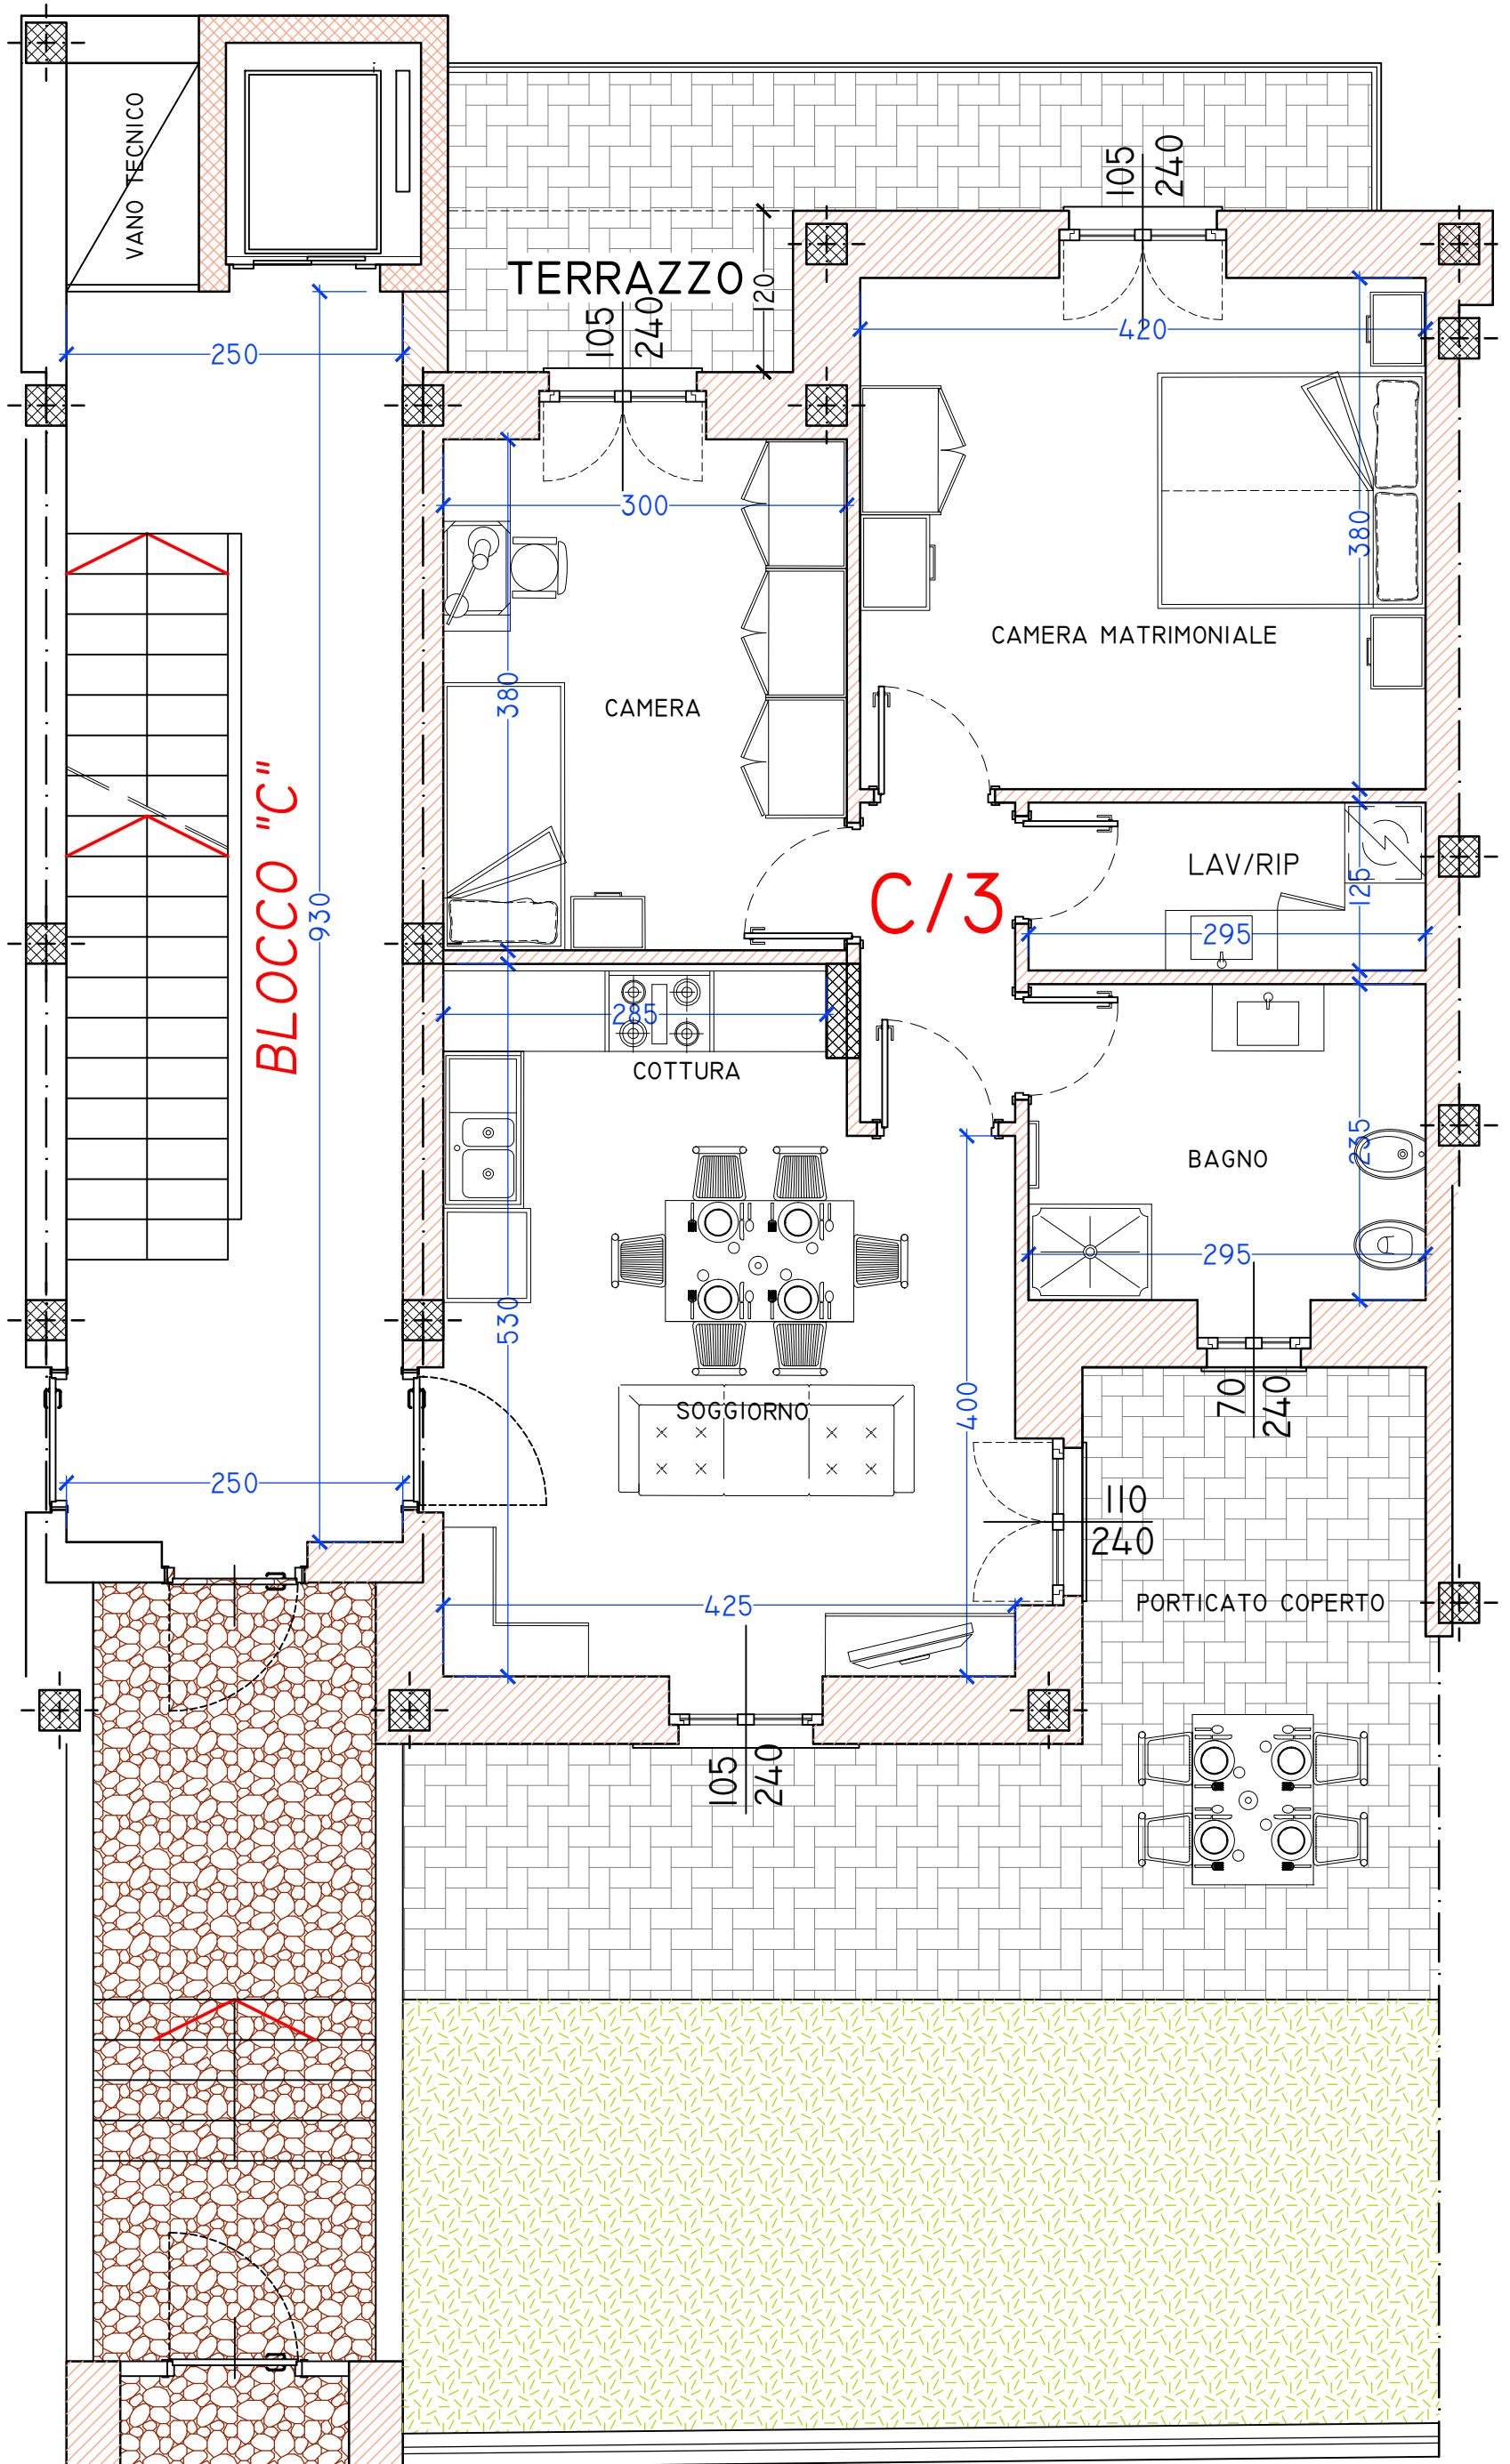 VANO TECNICO
105
240
TERRAZZO
120
105
240
250
420
300
380
CAMERA MATRIMONIALE
380
CAMERA
BLOCCO "C"
930
C/3
LAV/RIP
125
295
285
COTTURA
BAGNO
235
295
530
400
SOGGIORNO
70
240
250
110
240
425
PORTICATO COPERTO
105
240